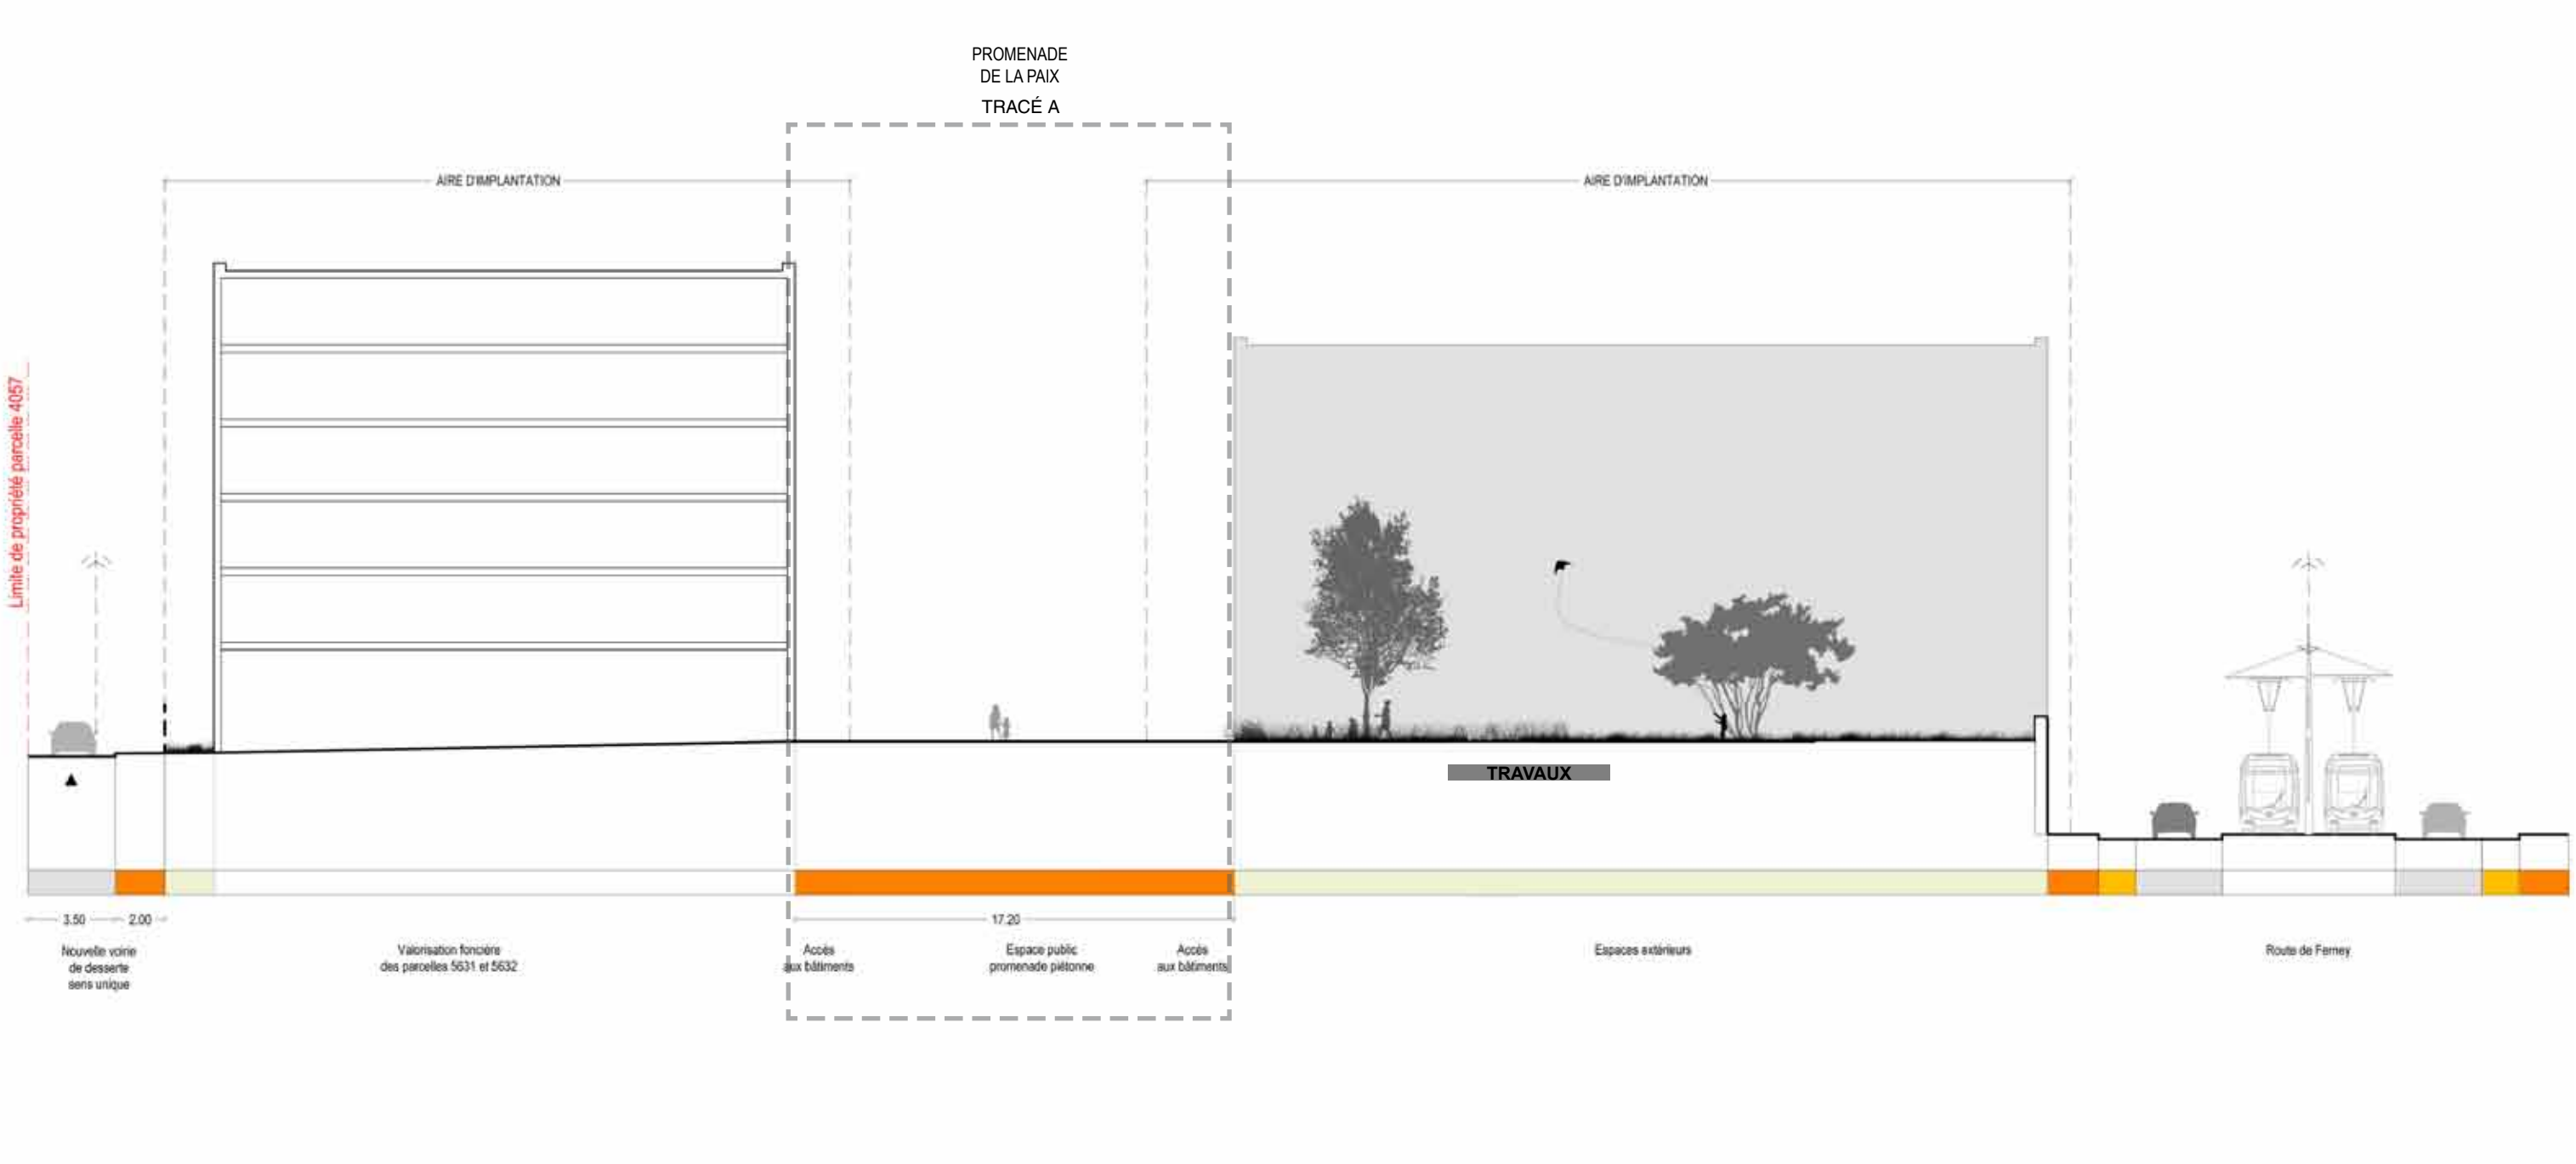 PROMENADE
DE LA PAIX
TRACÉ A
AIRE D'IMPLANTATION
AIRE D'IMPLANTATION
Limite de propriété parcelle 4057
TRAVAUX
3.50
2.00
17.20
Nouvelle voirie
de desserte
sens unique
Valorisation foncière
des parcelles 5631 et 5632
Accès
aux bâtiments
Espace public
promenade piétonne
Accès
aux bâtiments
Espaces extérieurs
Route de Ferney